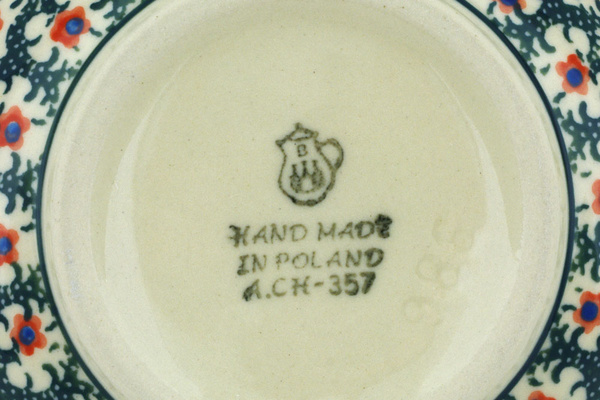 B
HAND MADE
IN POLAND
A.CH-357